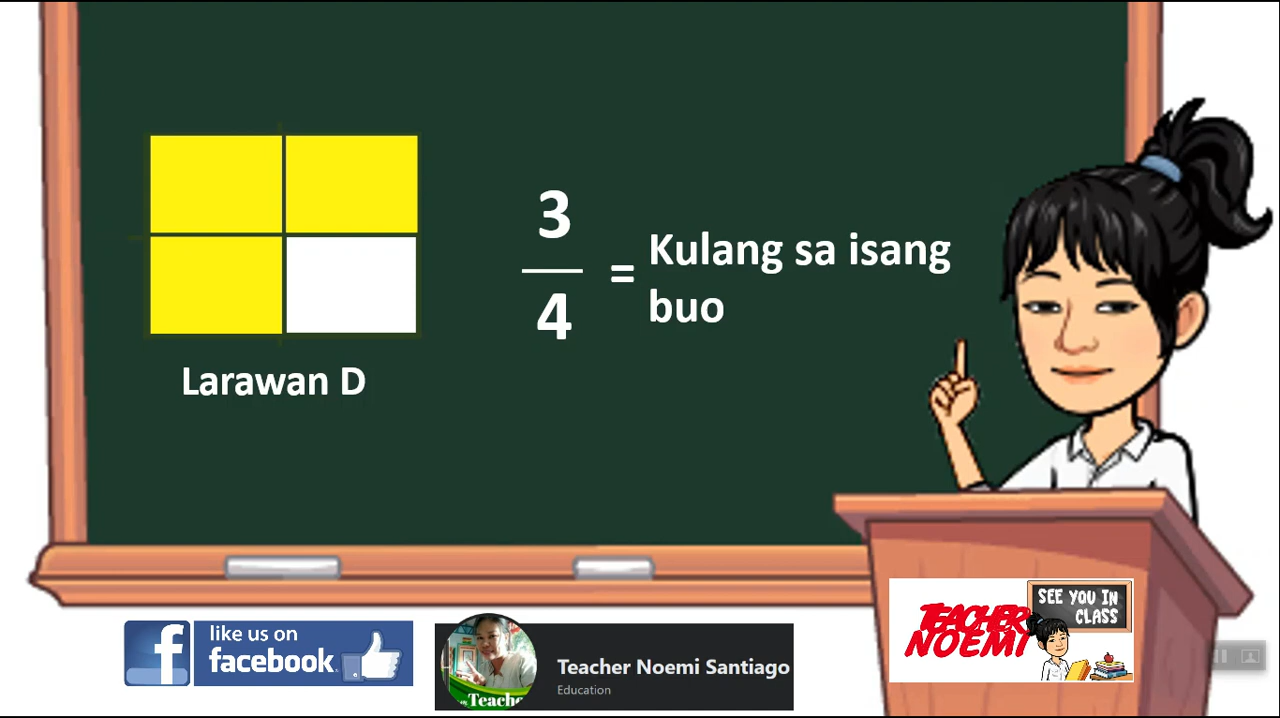 3
4
= Kulang sa isang
buo
Larawan D
like us on
facebook.
Teacher Noemi Santiago
Education
TEACHER
NOEMI
SEE YOU IN
CLASS